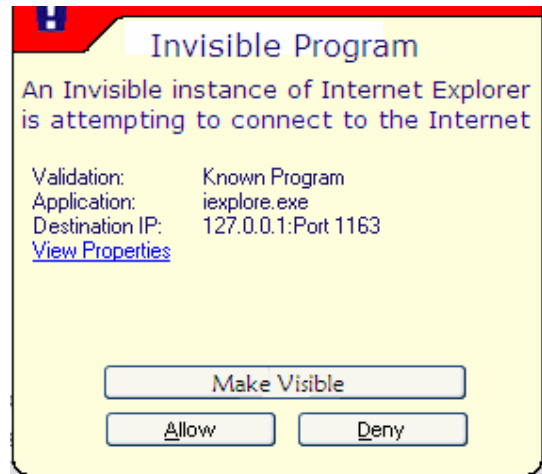 Invisible Program
An Invisible instance of Internet Explorer
is attempting to connect to the Internet
Validation: Known Program
Application: iexplore.exe
Destination IP: 127.0.0.1:Port 1163
View Properties
Make Visible
Allow Deny